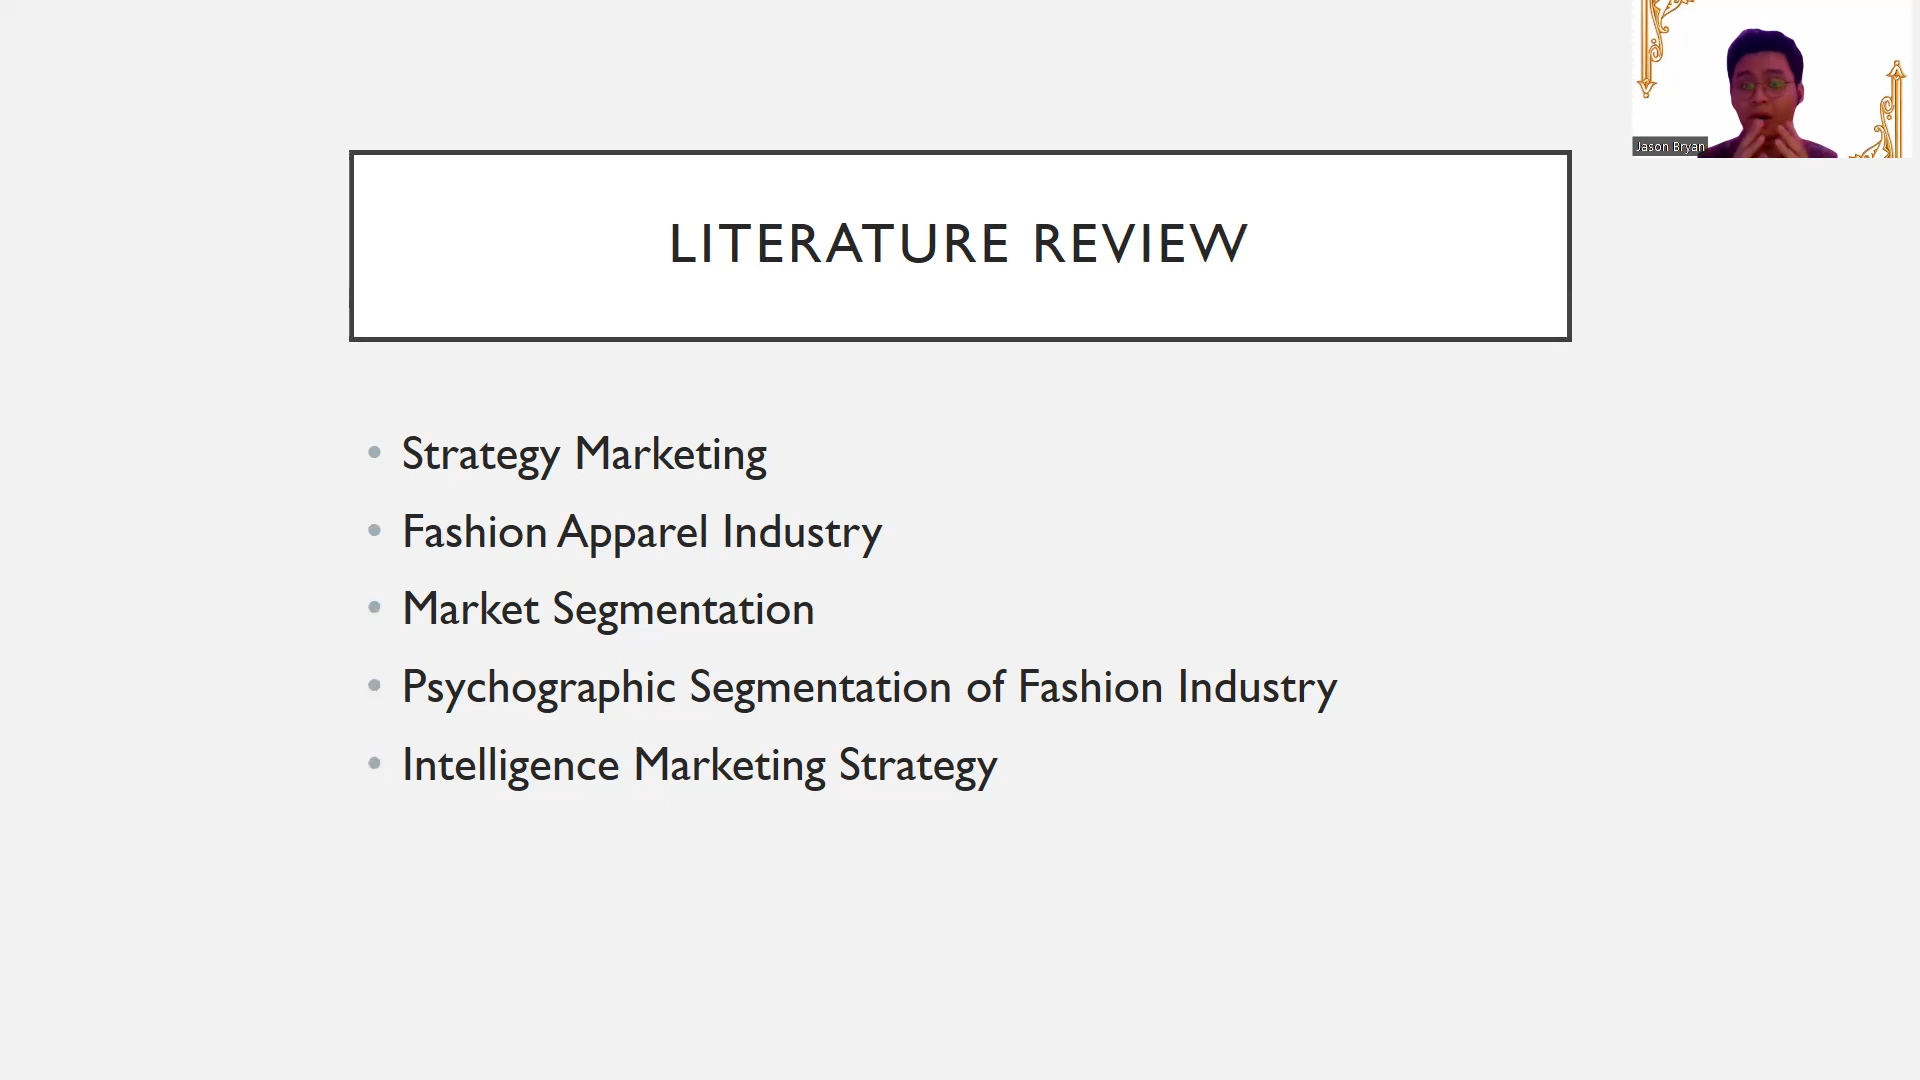 Jason Bryan
LITERATURE REVIEW
Strategy Marketing
Fashion Apparel Industry
Market Segmentation
Psychographic Segmentation of Fashion Industry
Intelligence Marketing Strategy